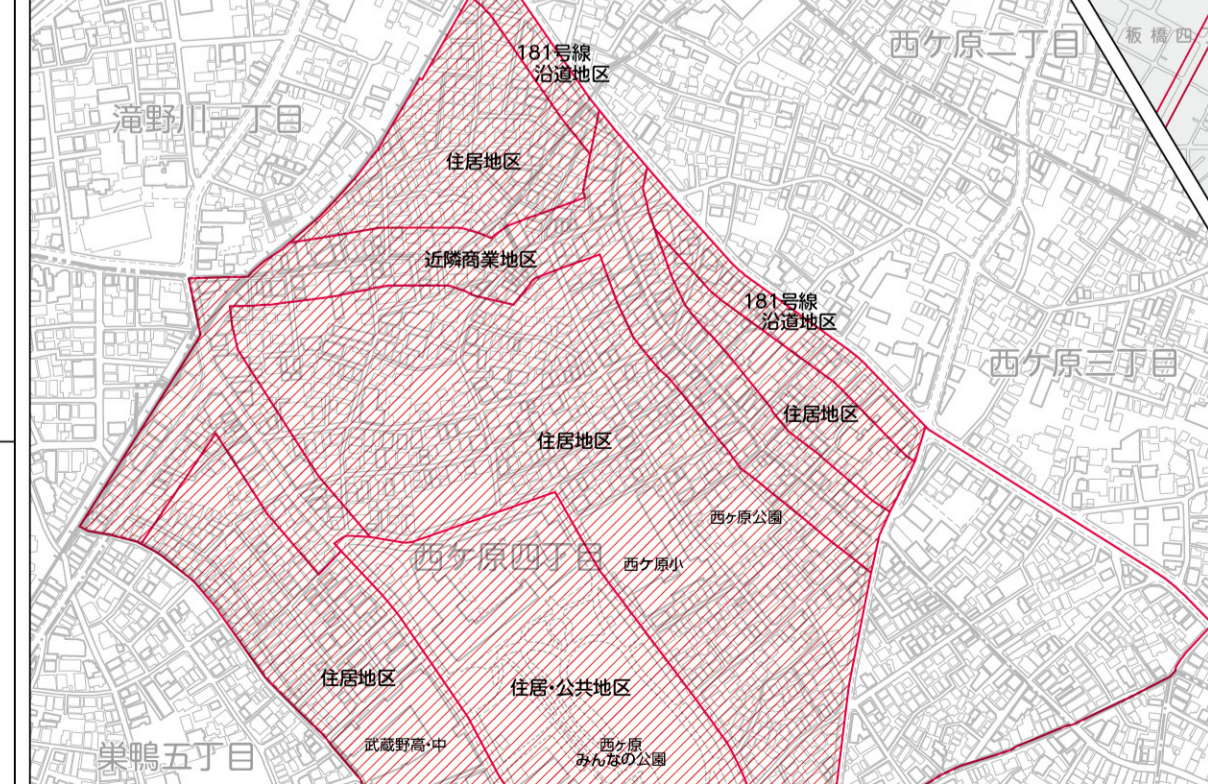 181号線
沿道地区
西ケ原二丁目
板橋四
滝野川一丁目
住居地区
近隣商業地区
181号線
沿道地区
西ケ原三丁目
住居地区
住居地区
西ヶ原公園
西ケ原四丁目
西ヶ原小
住居地区
住居・公共地区
武蔵野高・中
西ヶ原
みんなの公園
巣鴨五丁目